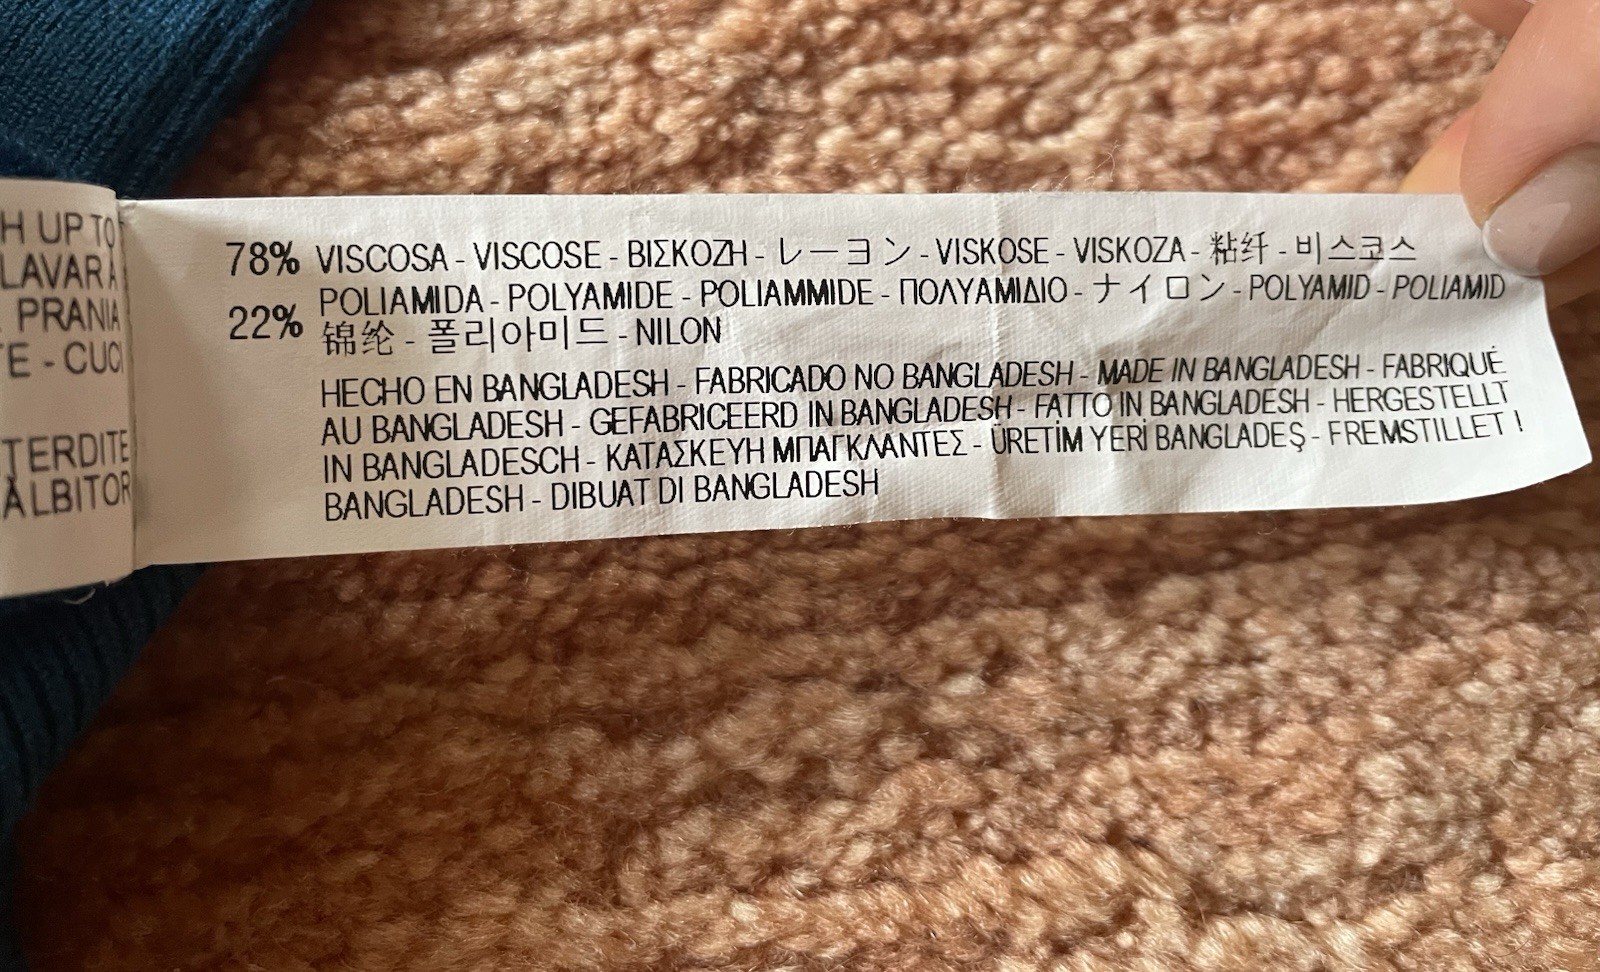 H UP TO
LAVAR A
PRANIA
E - CUCI
TERDITE
ALBITOR
78% VISCOSA - VISCOSE - ΒΙΣΚΟΖΗ - レーヨン - VISKOSE - VISKOZA - 粘纤 - 비스코스
22% POLIAMIDA - POLYAMIDE - POLIAMMIDE - ΠΟΛΥΑΜΙΔΙΟ - ナイロン - POLYAMID - POLIAMID
锦纶 - 폴리아미드 - NILON
HECHO EN BANGLADESH - FABRICADO NO BANGLADESH - MADE IN BANGLADESH - FABRIQUÉ
AU BANGLADESH - GEFABRICEERD IN BANGLADESH - FATTO IN BANGLADESH - HERGESTELLT
IN BANGLADESCH - ΚΑΤΑΣΚΕΥΗ ΜΠΑΓΚΛΑΝΤΕΣ - ÜRETİM YERİ BANGLADEŞ - FREMSTILLET I
BANGLADESH - DIBUAT DI BANGLADESH